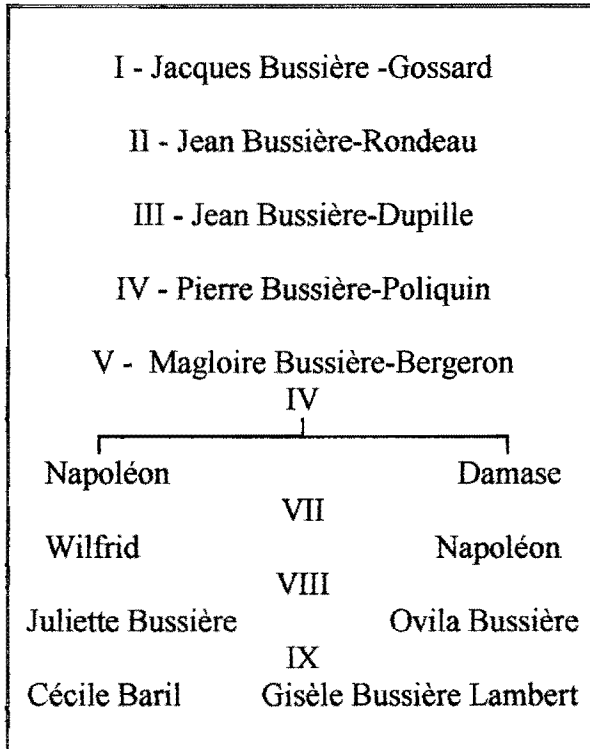 I - Jacques Bussière -Gossard
II - Jean Bussière-Rondeau
III - Jean Bussière-Dupille
IV - Pierre Bussière-Poliquin
V - Magloire Bussière-Bergeron
IV
Napoléon Damase
VII
Wilfrid Napoléon
VIII
Juliette Bussière Ovila Bussière
IX
Cécile Baril Gisèle Bussière Lambert